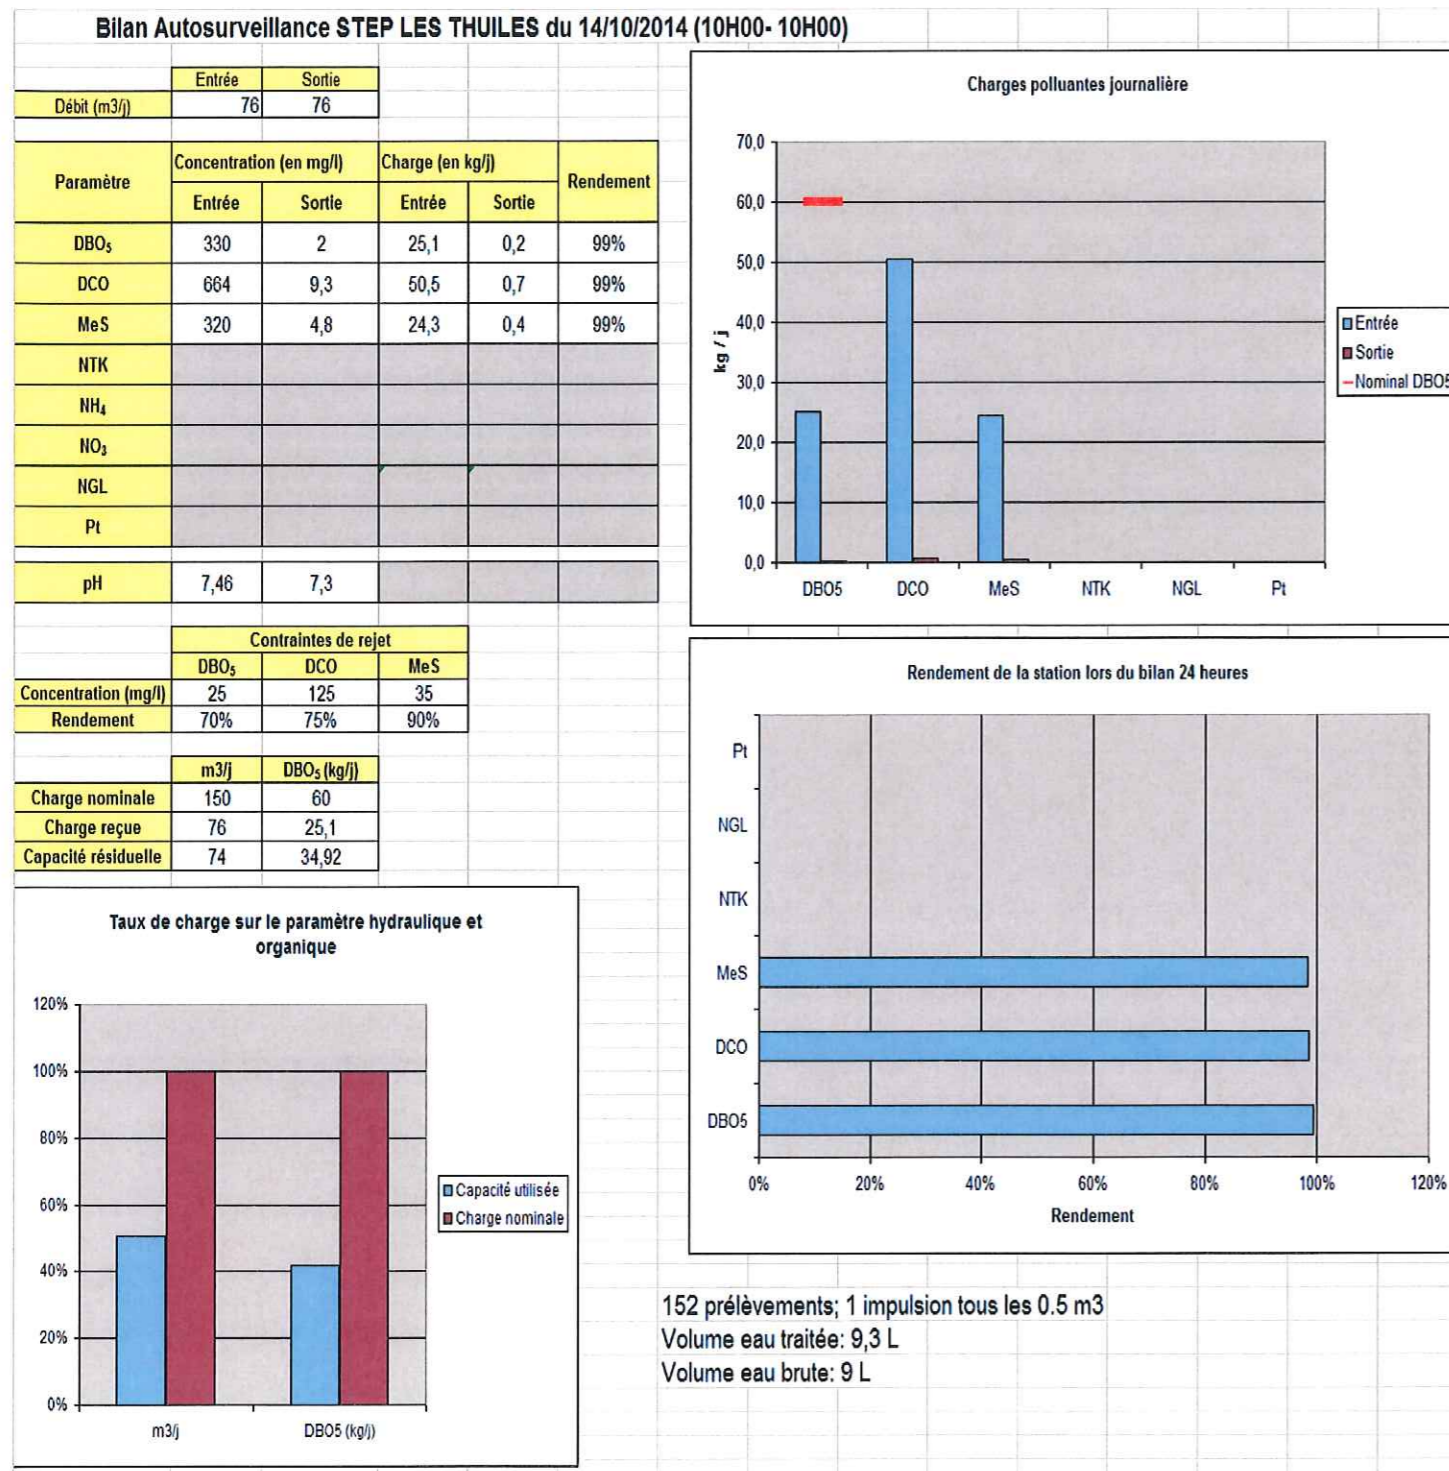 Bilan Autosurveillance STEP LES THUILES du 14/10/2014 (10H00- 10H00)
Entrée Sortie
Débit (m3/j) 76 76
Paramètre Concentration (en mg/l) Charge (en kg/j) Rendement
Entrée Sortie Entrée Sortie
DBO₅ 330 2 25,1 0,2 99%
DCO 664 9,3 50,5 0,7 99%
MeS 320 4,8 24,3 0,4 99%
NTK
NH₄
NO₃
NGL
Pt
pH 7,46 7,3
Contraintes de rejet
DBO₅ DCO MeS
Concentration (mg/l) 25 125 35
Rendement 70% 75% 90%
m3/j DBO₅ (kg/j)
Charge nominale 150 60
Charge reçue 76 25,1
Capacité résiduelle 74 34,92
Taux de charge sur le paramètre hydraulique et
organique
120%
100%
80%
60%
40%
20%
0%
m3/j DBO5 (kg/j)
Capacité utilisée
Charge nominale
Charges polluantes journalière
kg / j
70,0
60,0
50,0
40,0
30,0
20,0
10,0
0,0
DBO5 DCO MeS NTK NGL Pt
Entrée
Sortie
Nominal DBO5
Rendement de la station lors du bilan 24 heures
Pt
NGL
NTK
MeS
DCO
DBO5
0% 20% 40% 60% 80% 100% 120%
Rendement
152 prélèvements; 1 impulsion tous les 0.5 m3
Volume eau traitée: 9,3 L
Volume eau brute: 9 L